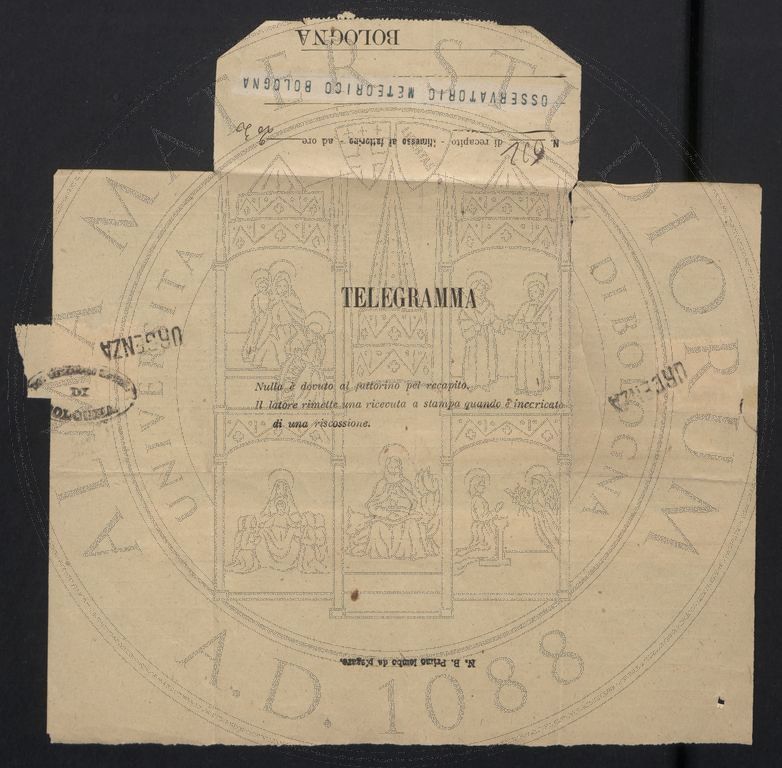 BOLOGNA
OSSERVATORIO METEORICO BOLOGNA
N. 692 di recapito. Rimesso al fattorino - ad ore
TELEGRAMMA
URGENZA
DI
BOLOGNA
URGENZA
Nulla è dovuto al fattorino pel recapito.
Il latore rimette una ricevuta a stampa quando è incaricato
di una riscossione.
N. B. Primo lembo da piegare.
ALMA MATER STUDIORUM
UNIVERSITA DI BOLOGNA
A.D. 1088